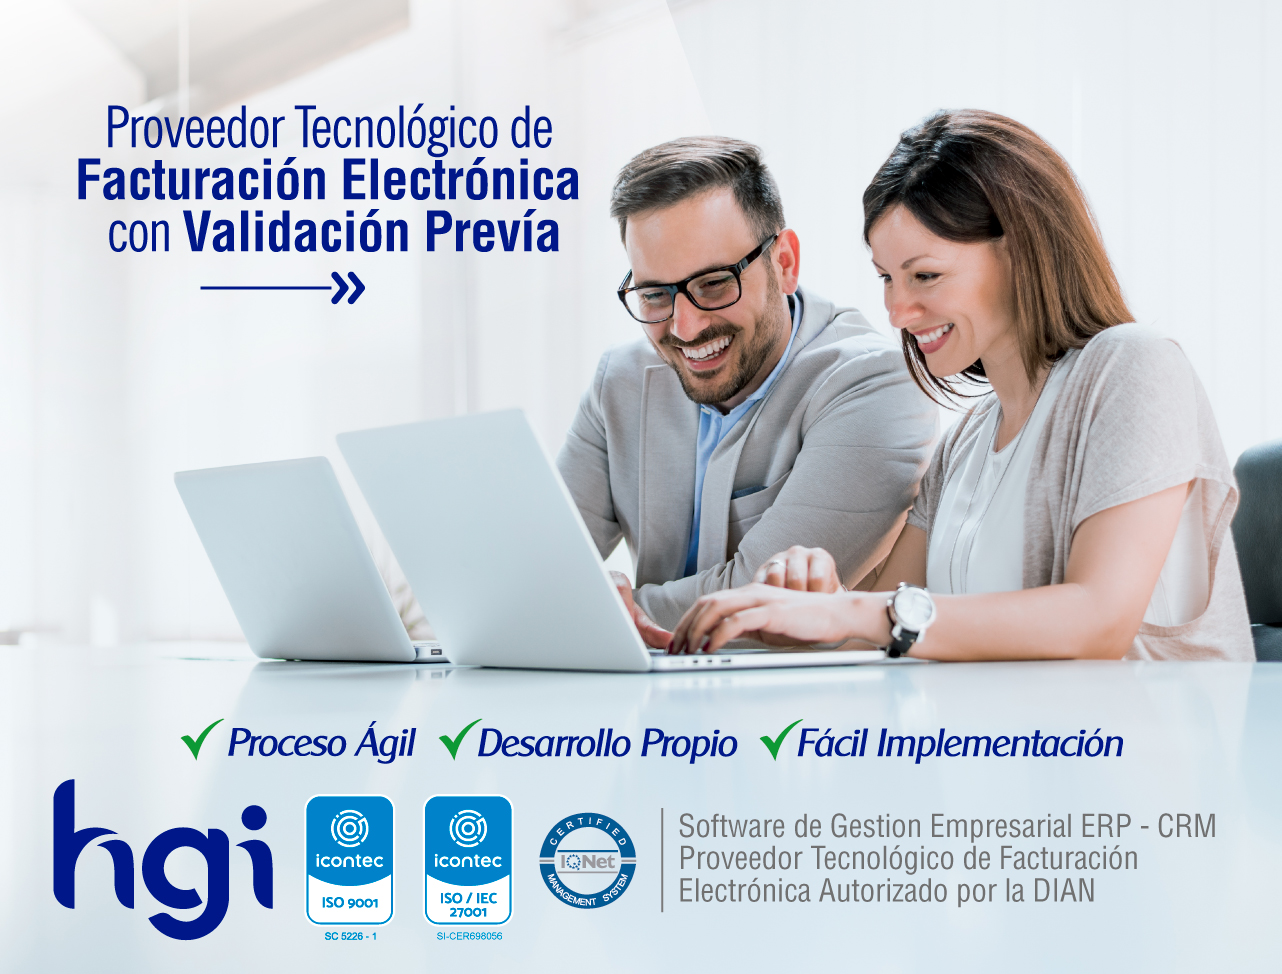 Proveedor Tecnológico de
Facturación Electrónica
con Validación Prevía
Proceso Ágil
Desarrollo Propio
Fácil Implementación
hgi
icontec
ISO 9001
SC 5226 - 1
icontec
ISO / IEC
27001
SI-CER698056
CERTIFIED
IQNet
MANAGEMENT SYSTEM
Software de Gestion Empresarial ERP - CRM
Proveedor Tecnológico de Facturación
Electrónica Autorizado por la DIAN